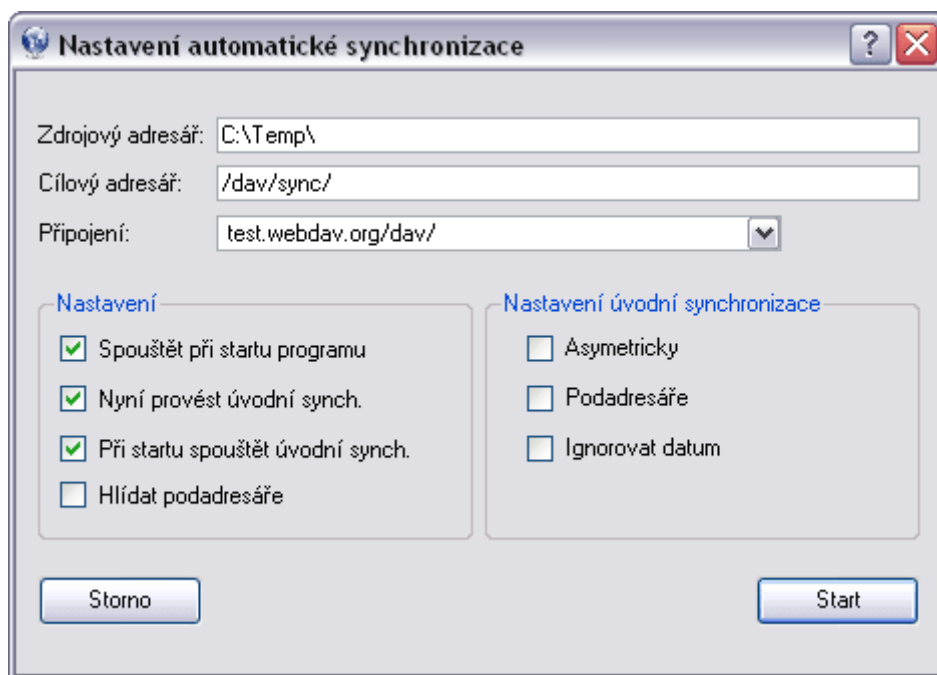 Nastavení automatické synchronizace
Zdrojový adresář: C:\Temp\
Cílový adresář: /dav/sync/
Připojení: test.webdav.org/dav/
Nastavení
Spouštět při startu programu
Nyní provést úvodní synch.
Při startu spouštět úvodní synch.
Hlídat podadresáře
Nastavení úvodní synchronizace
Asymetricky
Podadresáře
Ignorovat datum
Storno
Start